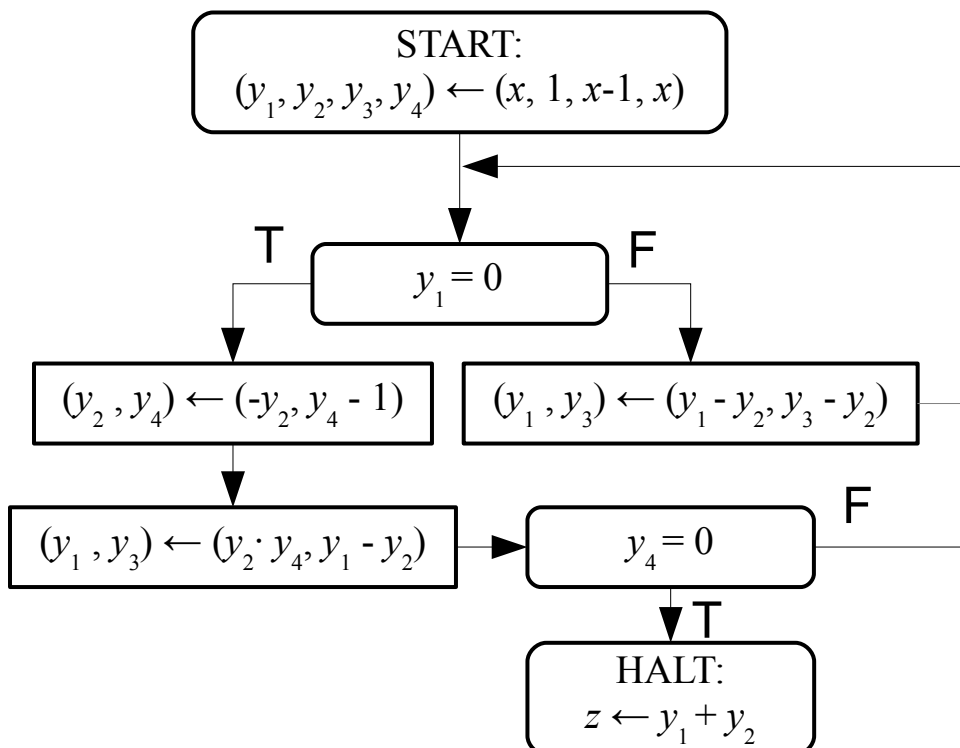 START:
(y₁, y₂, y₃, y₄) ← (x, 1, x-1, x)
T
F
y₁ = 0
(y₂ , y₄) ← (-y₂, y₄ - 1)
(y₁ , y₃) ← (y₁ - y₂, y₃ - y₂)
(y₁ , y₃) ← (y₂· y₄, y₁ - y₂)
y₄ = 0
F
T
HALT:
z ← y₁ + y₂